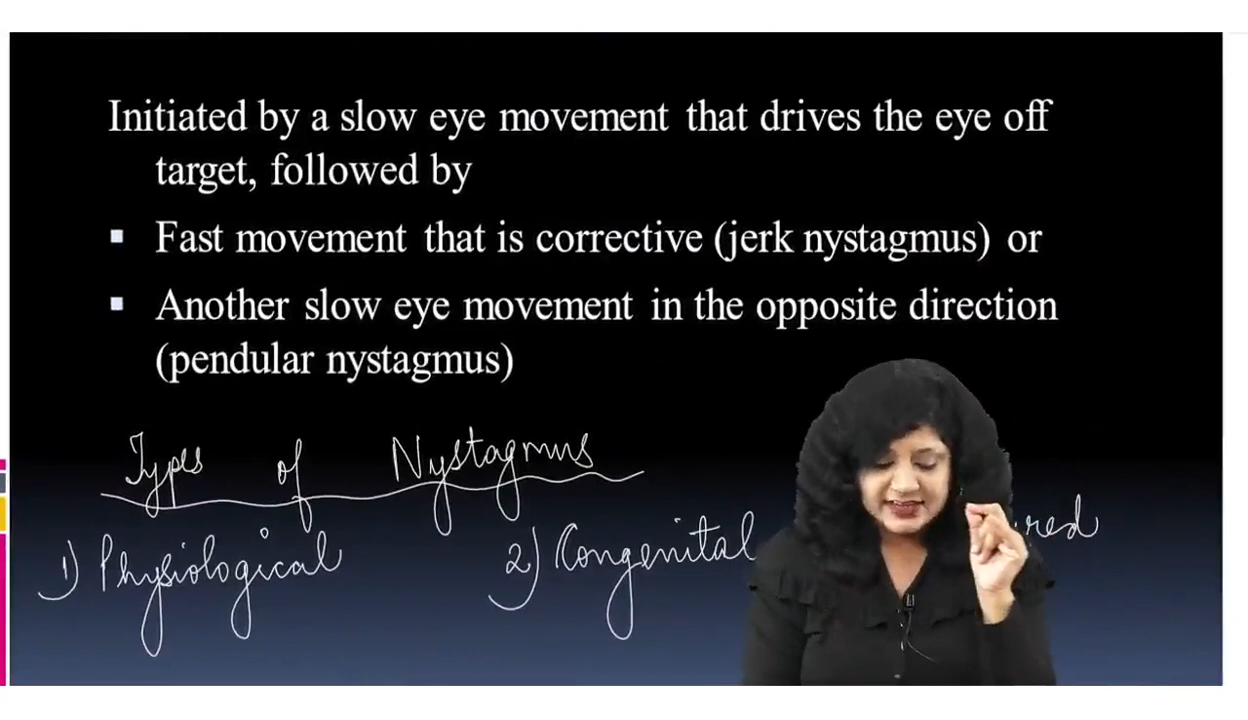 Initiated by a slow eye movement that drives the eye off
target, followed by
▪ Fast movement that is corrective (jerk nystagmus) or
▪ Another slow eye movement in the opposite direction
(pendular nystagmus)
Types of Nystagmus
1) Physiological 2) Congenital